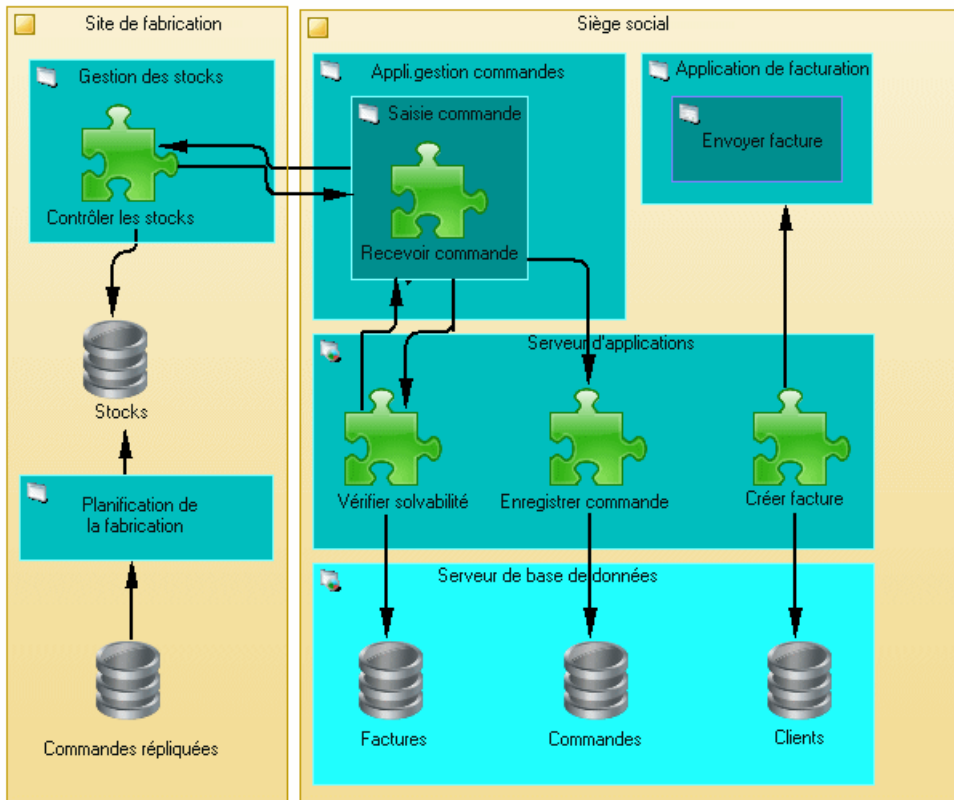 Site de fabrication
Gestion des stocks
Contrôler les stocks
Stocks
Planification de
la fabrication
Commandes répliquées
Siège social
Appli.gestion commandes
Saisie commande
Recevoir commande
Application de facturation
Envoyer facture
Serveur d'applications
Vérifier solvabilité
Enregistrer commande
Créer facture
Serveur de base de données
Factures
Commandes
Clients